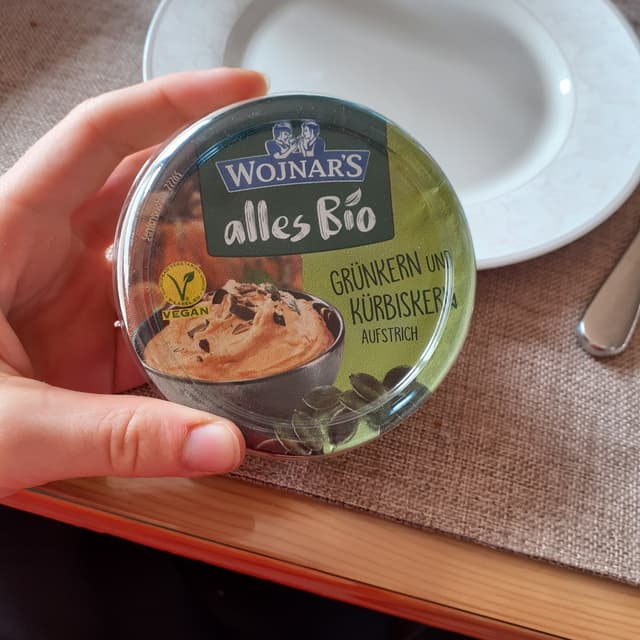 WOJNAR'S
alles Bio
GRÜNKERN UND
KÜRBISKERN
AUFSTRICH
VEGAN